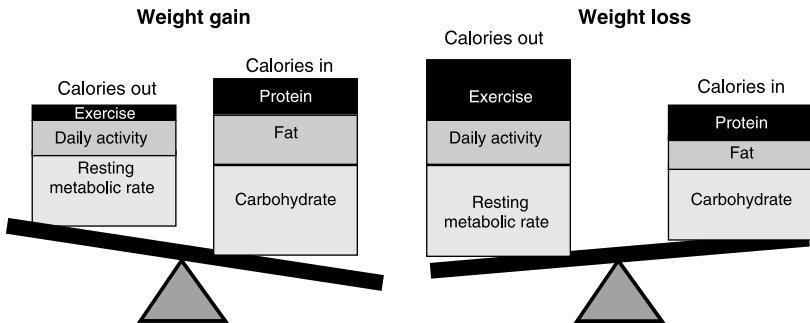 Weight gain
Calories out
Exercise
Daily activity
Resting
metabolic rate
Calories in
Protein
Fat
Carbohydrate
Weight loss
Calories out
Exercise
Daily activity
Resting
metabolic rate
Calories in
Protein
Fat
Carbohydrate